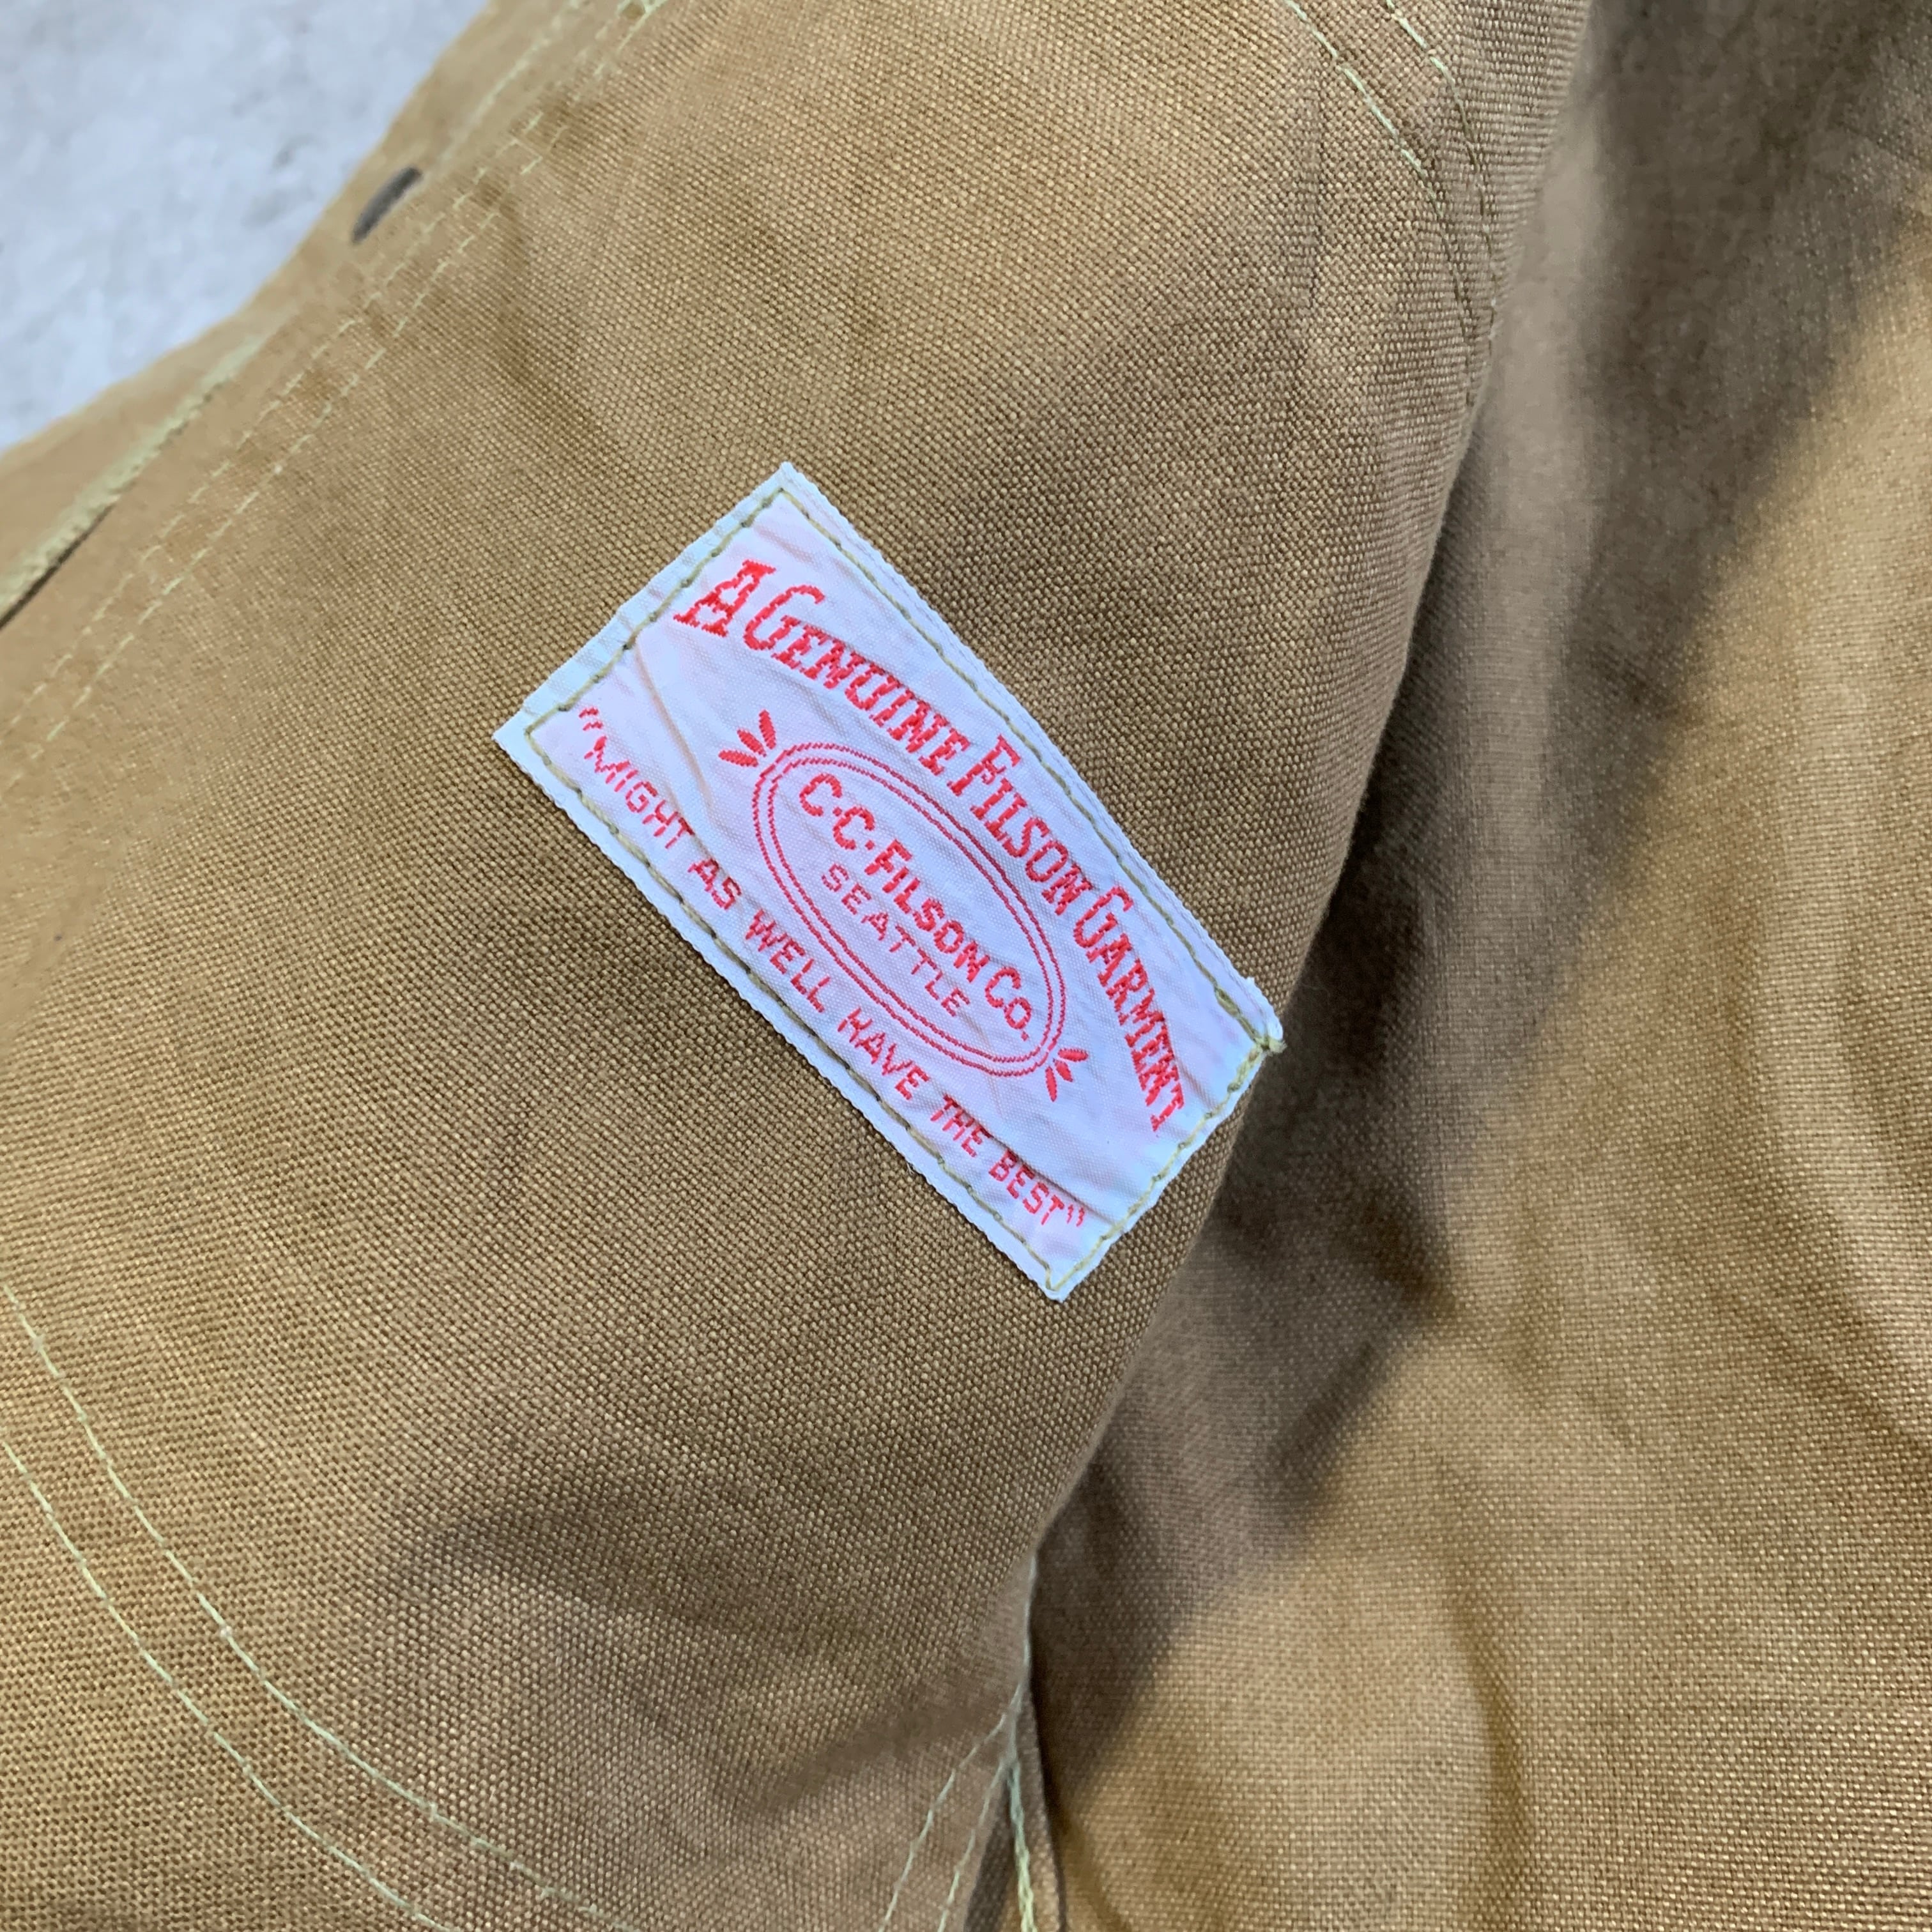 A GENUINE FILSON GARMENT
C·C·FILSON CO.
SEATTLE
"MIGHT AS WELL HAVE THE BEST"